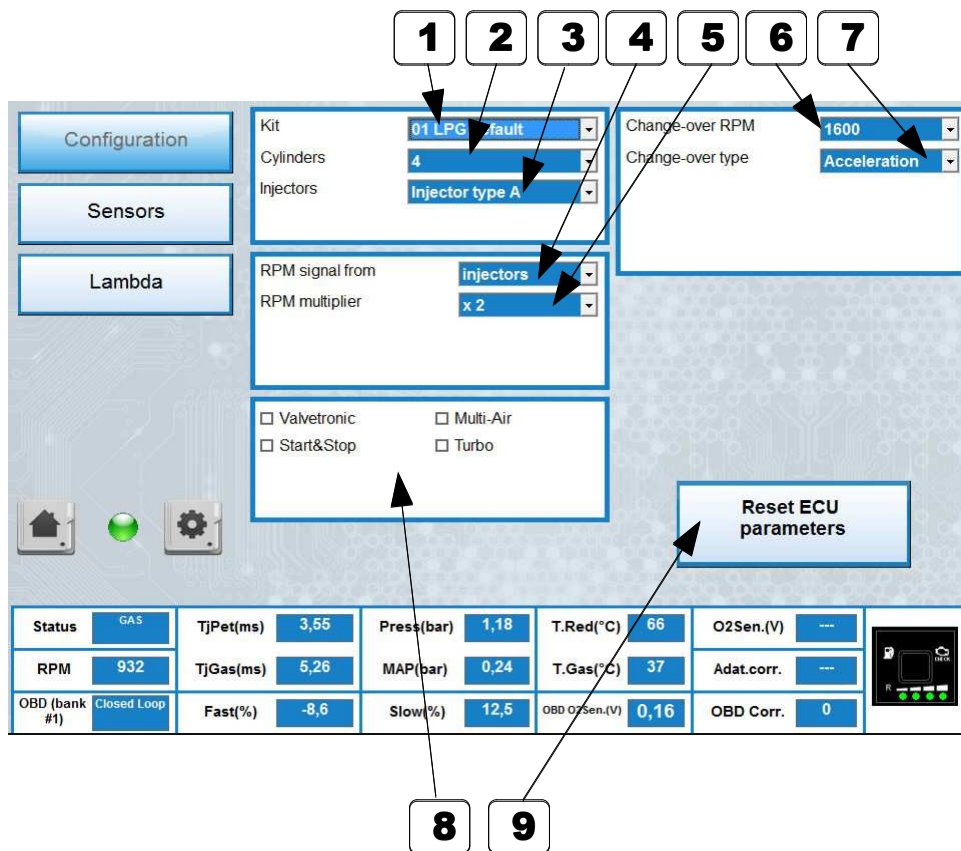 1 2 3 4 5 6 7
Configuration
Sensors
Lambda
Kit 01 LPG default
Cylinders 4
Injectors Injector type A
Change-over RPM 1600
Change-over type Acceleration
RPM signal from injectors
RPM multiplier x 2
Valvetronic Multi-Air
Start&Stop Turbo
Reset ECU
parameters
Status GAS TjPet(ms) 3,55 Press(bar) 1,18 T.Red(°C) 66 O2Sen.(V) ---
RPM 932 TjGas(ms) 5,26 MAP(bar) 0,24 T.Gas(°C) 37 Adat.corr. ---
OBD (bank #1) Closed Loop Fast(%) -8,6 Slow(%) 12,5 OBD O2Sen.(V) 0,16 OBD Corr. 0
CHECK
R
8 9